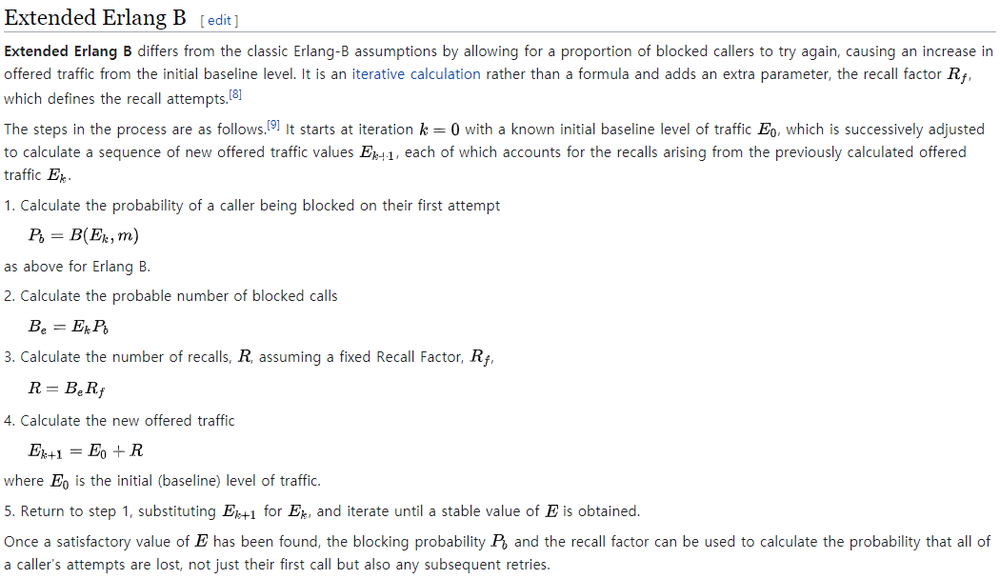 Extended Erlang B [ edit ]
Extended Erlang B differs from the classic Erlang-B assumptions by allowing for a proportion of blocked callers to try again, causing an increase in
offered traffic from the initial baseline level. It is an iterative calculation rather than a formula and adds an extra parameter, the recall factor R_f,
which defines the recall attempts.[8]
The steps in the process are as follows.[9] It starts at iteration k = 0 with a known initial baseline level of traffic E_0, which is successively adjusted
to calculate a sequence of new offered traffic values E_{k+1}, each of which accounts for the recalls arising from the previously calculated offered
traffic E_k.
1. Calculate the probability of a caller being blocked on their first attempt
P_b = B(E_k, m)
as above for Erlang B.
2. Calculate the probable number of blocked calls
B_e = E_k P_b
3. Calculate the number of recalls, R, assuming a fixed Recall Factor, R_f,
R = B_e R_f
4. Calculate the new offered traffic
E_{k+1} = E_0 + R
where E_0 is the initial (baseline) level of traffic.
5. Return to step 1, substituting E_{k+1} for E_k, and iterate until a stable value of E is obtained.
Once a satisfactory value of E has been found, the blocking probability P_b and the recall factor can be used to calculate the probability that all of
a caller's attempts are lost, not just their first call but also any subsequent retries.